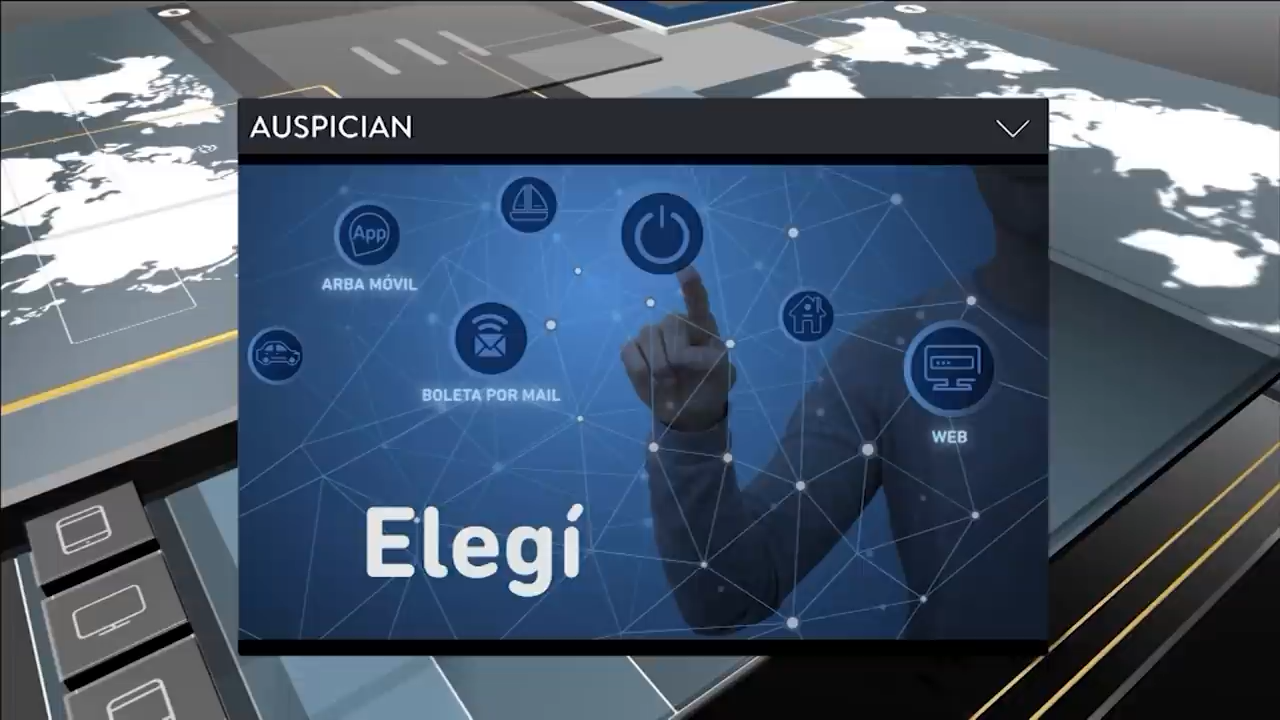 AUSPICIAN
App
ARBA MÓVIL
BOLETA POR MAIL
WEB
Elegí